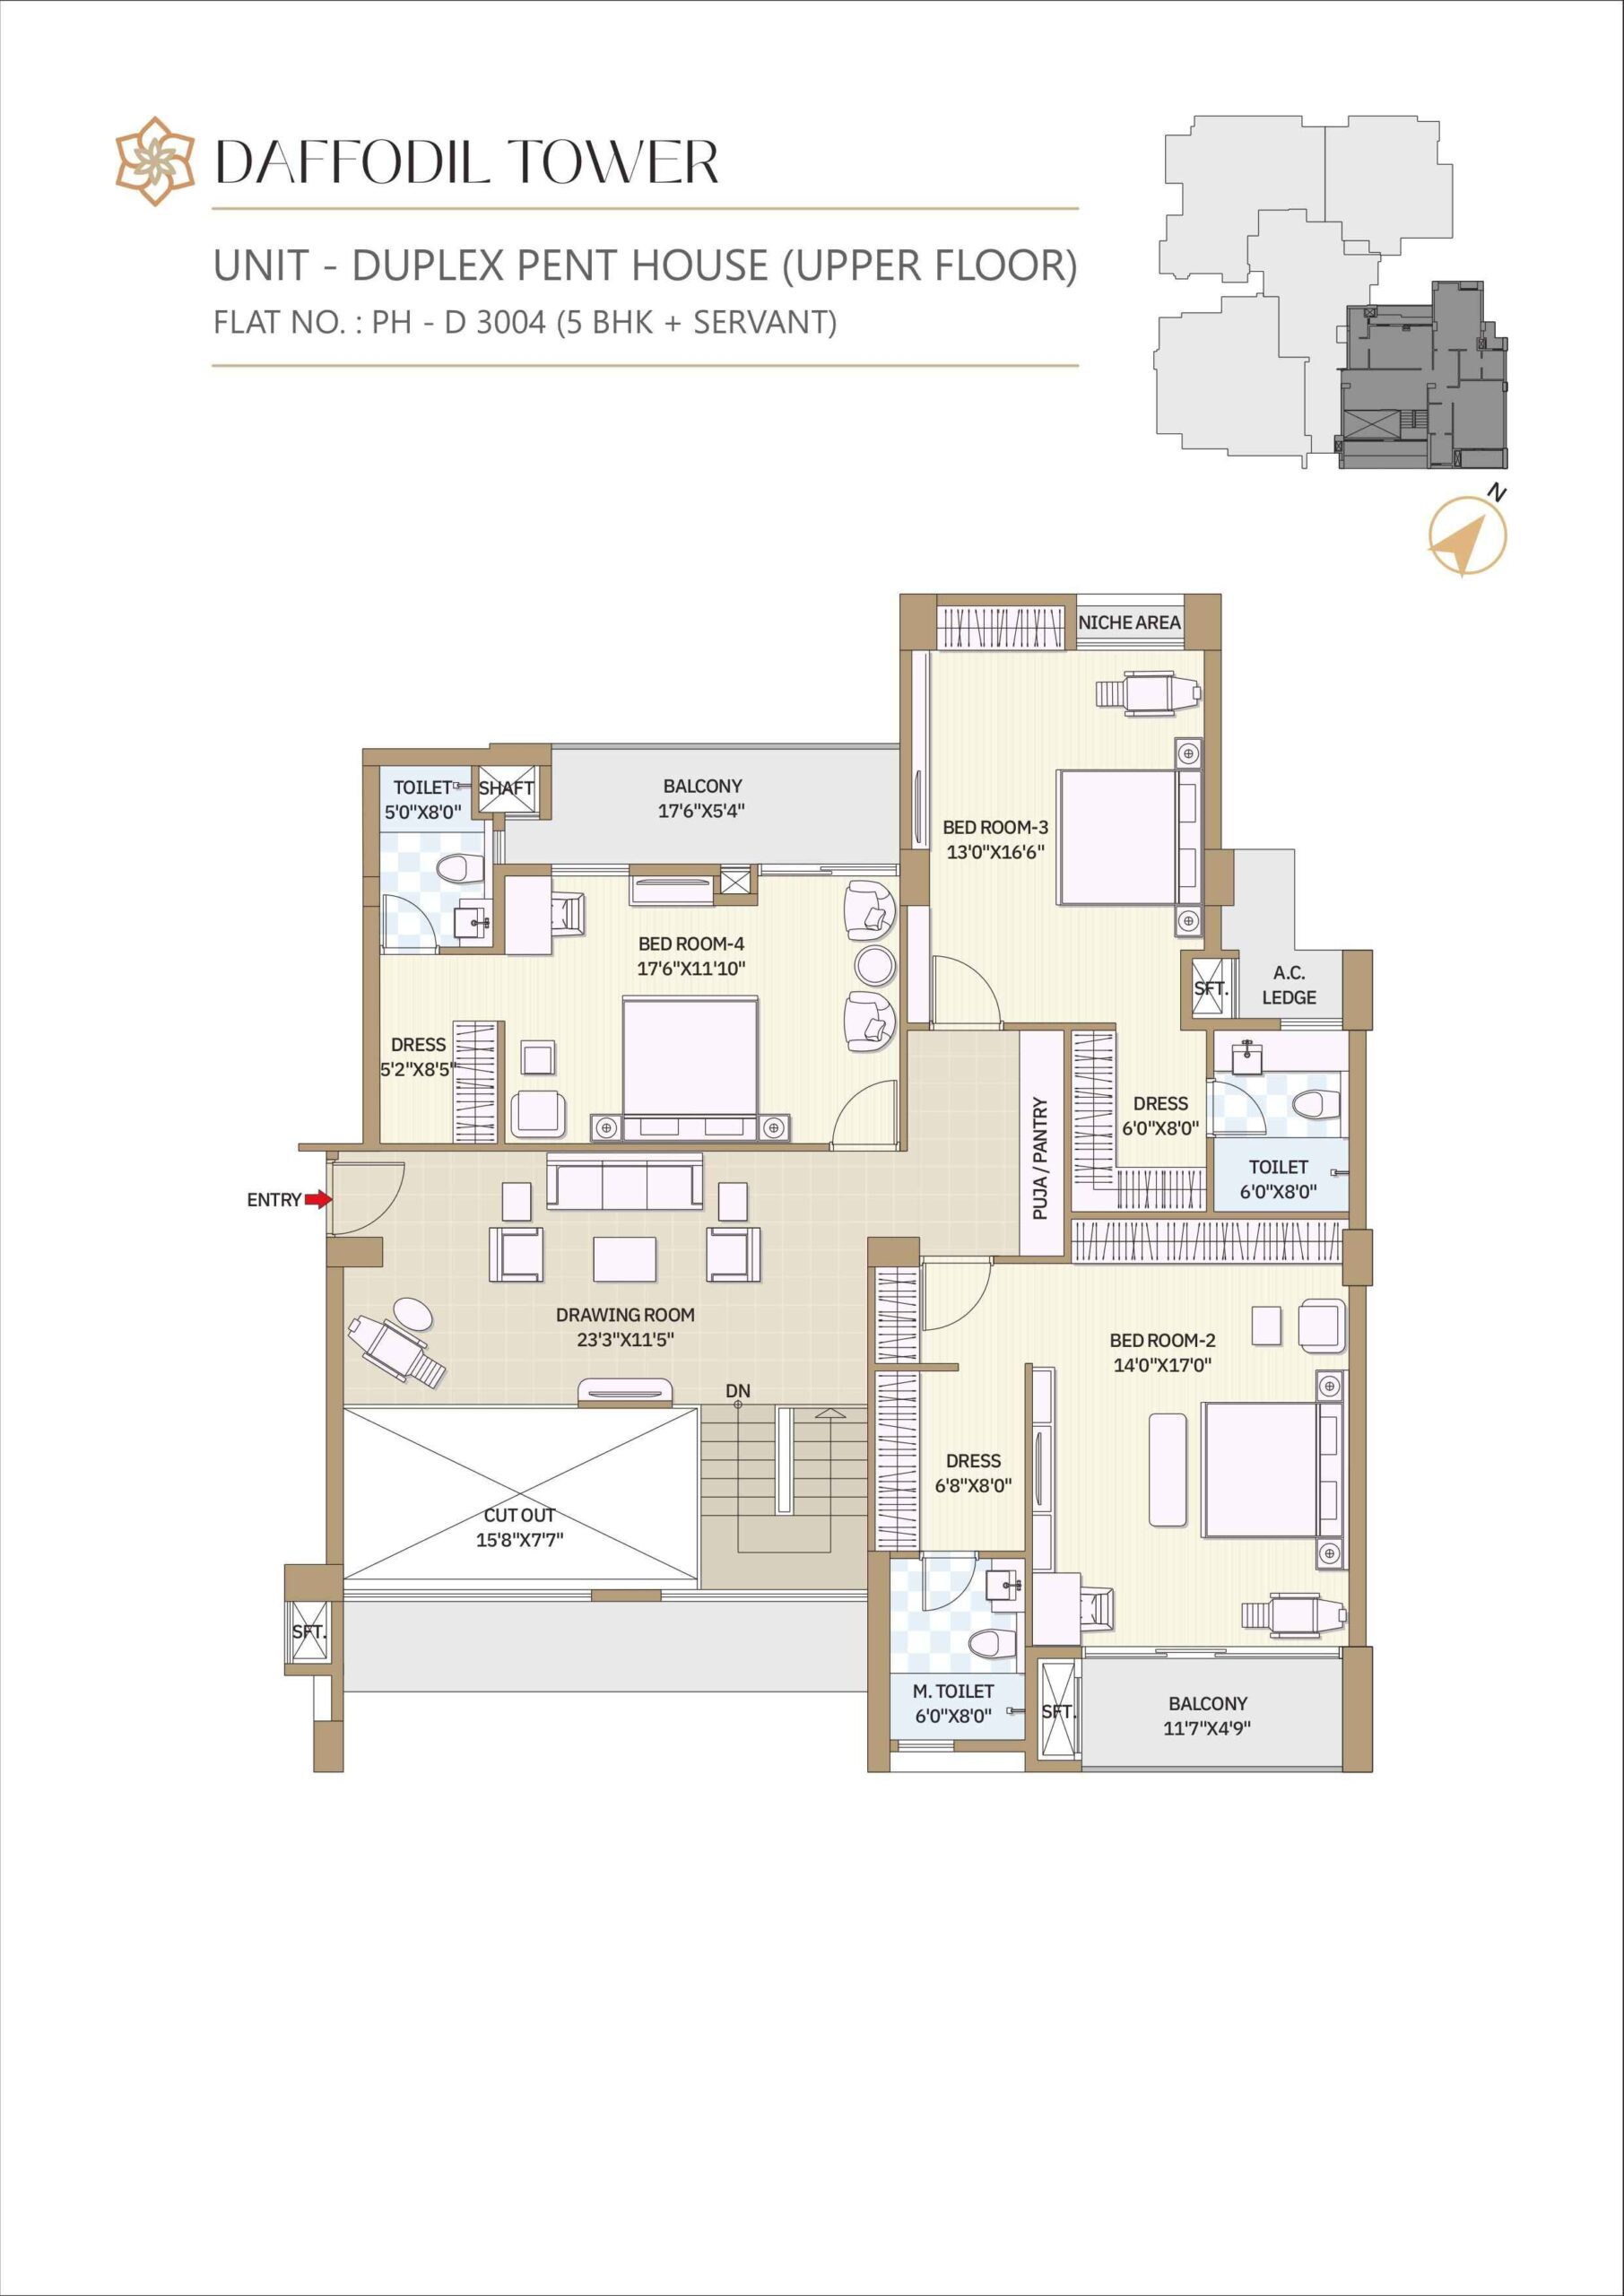 DAFFODIL TOWER
UNIT - DUPLEX PENT HOUSE (UPPER FLOOR)
FLAT NO. : PH - D 3004 (5 BHK + SERVANT)
N
NICHE AREA
TOILET
5'0"X8'0"
SHAFT
BALCONY
17'6"X5'4"
BED ROOM-3
13'0"X16'6"
BED ROOM-4
17'6"X11'10"
SFT.
A.C.
LEDGE
DRESS
5'2"X8'5"
PUJA / PANTRY
DRESS
6'0"X8'0"
TOILET
6'0"X8'0"
ENTRY
DRAWING ROOM
23'3"X11'5"
BED ROOM-2
14'0"X17'0"
DN
DRESS
6'8"X8'0"
CUT OUT
15'8"X7'7"
SFT.
M. TOILET
6'0"X8'0"
SFT.
BALCONY
11'7"X4'9"